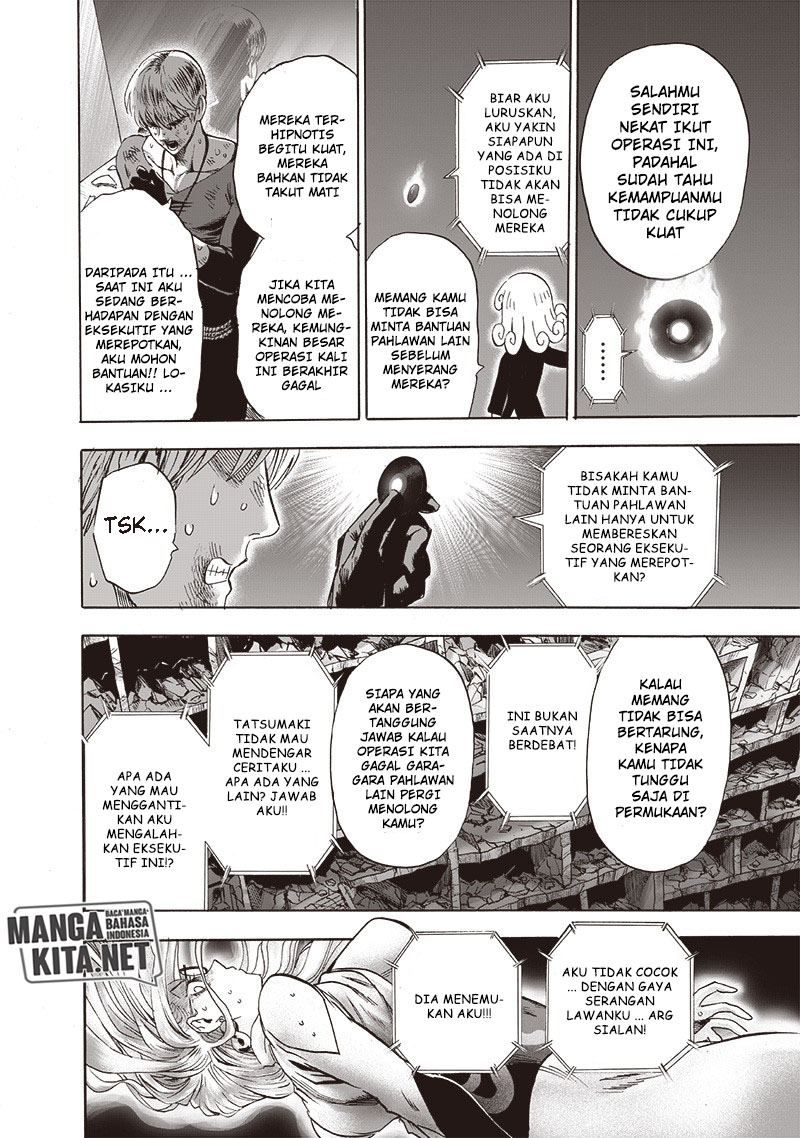 SALAHMU
SENDIRI
NEKAT IKUT
OPERASI INI,
PADAHAL
SUDAH TAHU
KEMAMPUANMU
TIDAK CUKUP
KUAT
.....
BIAR AKU
LURUSKAN,
AKU YAKIN
SIAPAPUN
YANG ADA DI
POSISIKU
TIDAK AKAN
BISA ME-
NOLONG
MEREKA
MEMANG KAMU
TIDAK BISA
MINTA BANTUAN
PAHLAWAN LAIN
SEBELUM
MENYERANG
MEREKA?
MEREKA TER-
HIPNOTIS
BEGITU KUAT,
MEREKA
BAHKAN TIDAK
TAKUT MATI
JIKA KITA
MENCOBA ME-
NOLONG ME-
REKA, KEMUNG-
KINAN BESAR
OPERASI KALI
INI BERAKHIR
GAGAL
DARIPADA ITU ...
SAAT INI AKU
SEDANG BER-
HADAPAN DENGAN
EKSEKUTIF YANG
MEREPOTKAN,
AKU MOHON
BANTUAN!! LO-
KASIKU ...
BISAKAH KAMU
TIDAK MINTA BAN-
TUAN PAHLAWAN
LAIN HANYA UNTUK
MEMBERESKAN
SEORANG EKSEKU-
TIF YANG MEREPOT-
KAN?
TSK...
KALAU
MEMANG
TIDAK BISA
BERTARUNG,
KENAPA
KAMU TIDAK
TUNGGU
SAJA DI
PERMUKAAN?
INI BUKAN
SAATNYA
BERDEBAT!
SIAPA YANG
AKAN BER-
TANGGUNG
JAWAB KALAU
OPERASI KITA
GAGAL GARA-
GARA PAHLAWAN
LAIN PERGI
MENOLONG
KAMU?
TATSUMAKI
TIDAK MAU
MENDENGAR
CERITAKU ...
APA ADA YANG
LAIN? JAWAB
AKU!!
APA ADA
YANG MAU
MENGGANTI-
KAN AKU
MENGALAH-
KAN EKSEKU-
TIF INI!?
AKU TIDAK COCOK
... DENGAN GAYA
SERANGAN
LAWANKU ... ARG
SIALAN!
DIA MENEMU-
KAN AKU!!!
MANGA
KITA.NET
BACA MANGA
BAHASA
INDONESIA